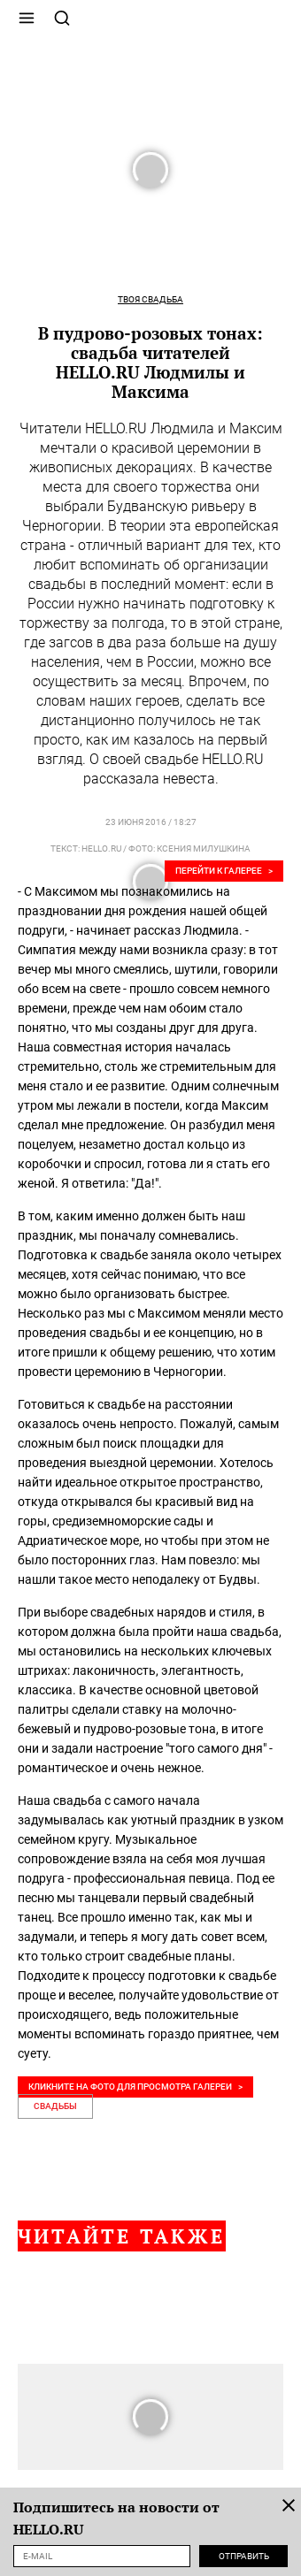 ТВОЯ СВАДЬБА
В пудрово-розовых тонах:
свадьба читателей
HELLO.RU Людмилы и
Максима
Читатели HELLO.RU Людмила и Максим
мечтали о красивой церемонии в
живописных декорациях. В качестве
места для своего торжества они
выбрали Будванскую ривьеру в
Черногории. В теории эта европейская
страна - отличный вариант для тех, кто
любит вспоминать об организации
свадьбы в последний момент: если в
России нужно начинать подготовку к
торжеству за полгода, то в этой стране,
где загсов в два раза больше на душу
населения, чем в России, можно все
осуществить за месяц. Впрочем, по
словам наших героев, сделать все
дистанционно получилось не так
просто, как им казалось на первый
взгляд. О своей свадьбе HELLO.RU
рассказала невеста.
23 ИЮНЯ 2016 / 18:27
ТЕКСТ: HELLO.RU / ФОТО: КСЕНИЯ МИЛУШКИНА
ПЕРЕЙТИ К ГАЛЕРЕЕ >
- С Максимом мы познакомились на
праздновании дня рождения нашей общей
подруги, - начинает рассказ Людмила. -
Симпатия между нами возникла сразу: в тот
вечер мы много смеялись, шутили, говорили
обо всем на свете - прошло совсем немного
времени, прежде чем нам обоим стало
понятно, что мы созданы друг для друга.
Наша совместная история началась
стремительно, столь же стремительным для
меня стало и ее развитие. Одним солнечным
утром мы лежали в постели, когда Максим
сделал мне предложение. Он разбудил меня
поцелуем, незаметно достал кольцо из
коробочки и спросил, готова ли я стать его
женой. Я ответила: "Да!".
В том, каким именно должен быть наш
праздник, мы поначалу сомневались.
Подготовка к свадьбе заняла около четырех
месяцев, хотя сейчас понимаю, что все
можно было организовать быстрее.
Несколько раз мы с Максимом меняли место
проведения свадьбы и ее концепцию, но в
итоге пришли к общему решению, что хотим
провести церемонию в Черногории.
Готовиться к свадьбе на расстоянии
оказалось очень непросто. Пожалуй, самым
сложным был поиск площадки для
проведения выездной церемонии. Хотелось
найти идеальное открытое пространство,
откуда открывался бы красивый вид на
горы, средиземноморские сады и
Адриатическое море, но чтобы при этом не
было посторонних глаз. Нам повезло: мы
нашли такое место неподалеку от Будвы.
При выборе свадебных нарядов и стиля, в
котором должна была пройти наша свадьба,
мы остановились на нескольких ключевых
штрихах: лаконичность, элегантность,
классика. В качестве основной цветовой
палитры сделали ставку на молочно-
бежевый и пудрово-розовые тона, в итоге
они и задали настроение "того самого дня" -
романтическое и очень нежное.
Наша свадьба с самого начала
задумывалась как уютный праздник в узком
семейном кругу. Музыкальное
сопровождение взяла на себя моя лучшая
подруга - профессиональная певица. Под ее
песню мы танцевали первый свадебный
танец. Все прошло именно так, как мы и
задумали, и теперь я могу дать совет всем,
кто только строит свадебные планы.
Подходите к процессу подготовки к свадьбе
проще и веселее, получайте удовольствие от
происходящего, ведь положительные
моменты вспоминать гораздо приятнее, чем
суету.
КЛИКНИТЕ НА ФОТО ДЛЯ ПРОСМОТРА ГАЛЕРЕИ >
СВАДЬБЫ
ЧИТАЙТЕ ТАКЖЕ
Подпишитесь на новости от
HELLO.RU
E-MAIL
ОТПРАВИТЬ